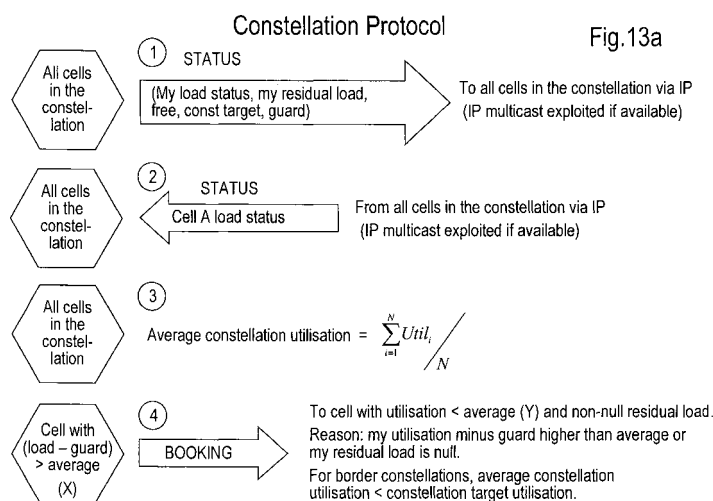 Constellation Protocol
Fig.13a
All cells
in the
constel-
lation
1
STATUS
(My load status, my residual load,
free, const target, guard)
To all cells in the constellation via IP
(IP multicast exploited if available)
All cells
in the
constel-
lation
2
STATUS
Cell A load status
From all cells in the constellation via IP
(IP multicast exploited if available)
All cells
in the
constel-
lation
3
Average constellation utilisation = N∑i=1 Util_i / N
Cell with
(load – guard)
> average
(X)
4
BOOKING
To cell with utilisation < average (Y) and non-null residual load.
Reason: my utilisation minus guard higher than average or
my residual load is null.
For border constellations, average constellation
utilisation < constellation target utilisation.